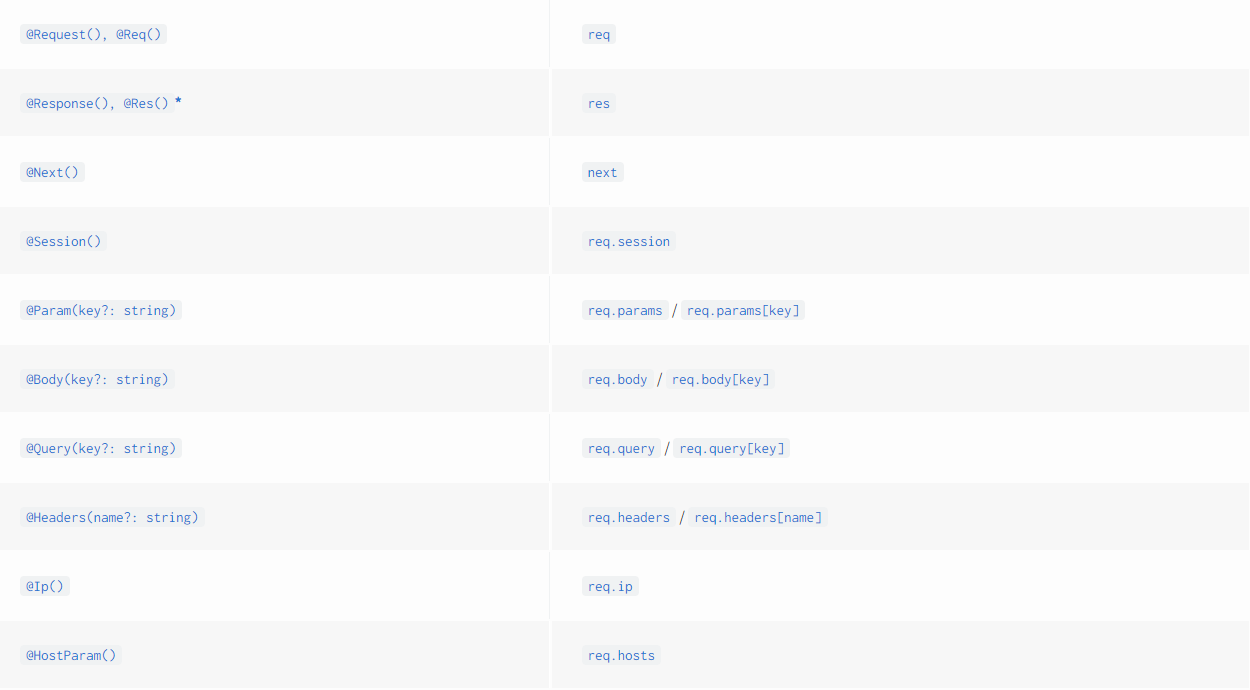 @Request(), @Req() req
@Response(), @Res() * res
@Next() next
@Session() req.session
@Param(key?: string) req.params / req.params[key]
@Body(key?: string) req.body / req.body[key]
@Query(key?: string) req.query / req.query[key]
@Headers(name?: string) req.headers / req.headers[name]
@Ip() req.ip
@HostParam() req.hosts